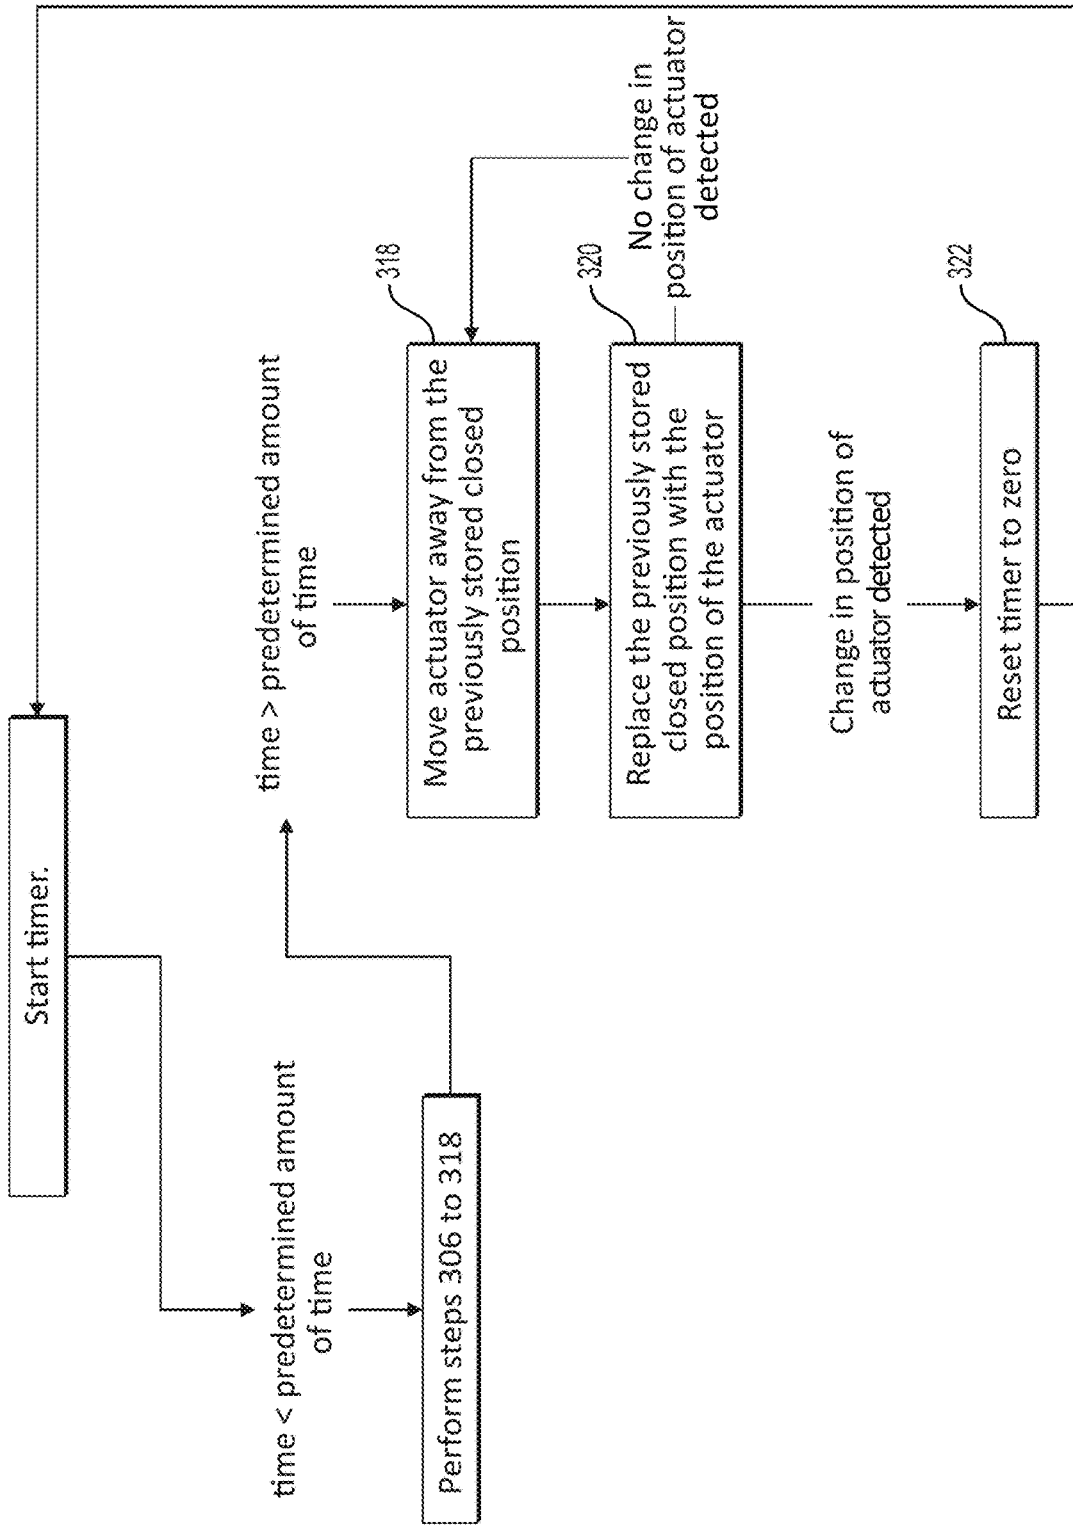 Start timer.
time < predetermined amount
of time
Perform steps 306 to 318
time > predetermined amount
of time
318
Move actuator away from the
previously stored closed
position
320
Replace the previously stored
closed position with the
position of the actuator
No change in
position of actuator
detected
Change in position of
actuator detected
322
Reset timer to zero